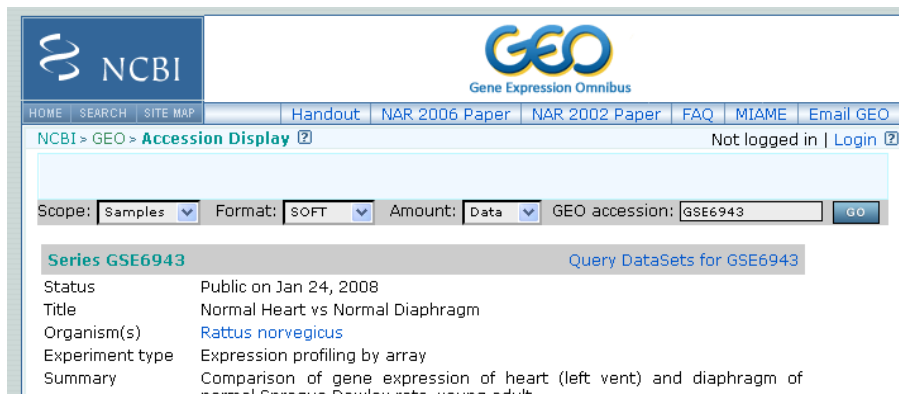 NCBI
GEO
Gene Expression Omnibus
HOME SEARCH SITE MAP Handout NAR 2006 Paper NAR 2002 Paper FAQ MIAME Email GEO
NCBI > GEO > Accession Display ? Not logged in | Login ?
Scope: Samples Format: SOFT Amount: Data GEO accession: GSE6943 GO
Series GSE6943 Query DataSets for GSE6943
Status Public on Jan 24, 2008
Title Normal Heart vs Normal Diaphragm
Organism(s) Rattus norvegicus
Experiment type Expression profiling by array
Summary Comparison of gene expression of heart (left vent) and diaphragm of